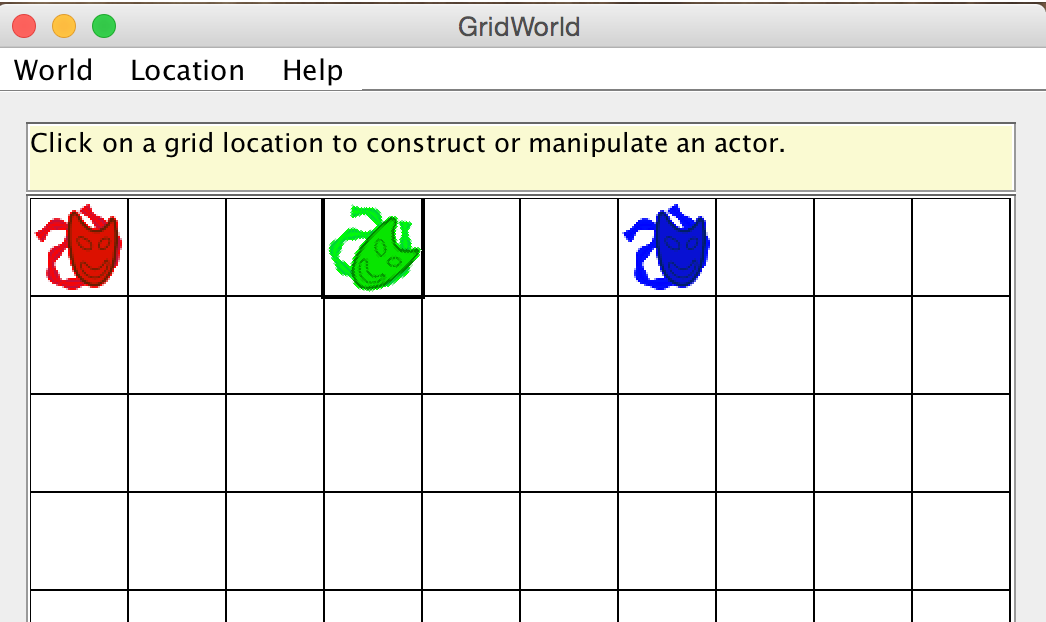 GridWorld
World Location Help
Click on a grid location to construct or manipulate an actor.